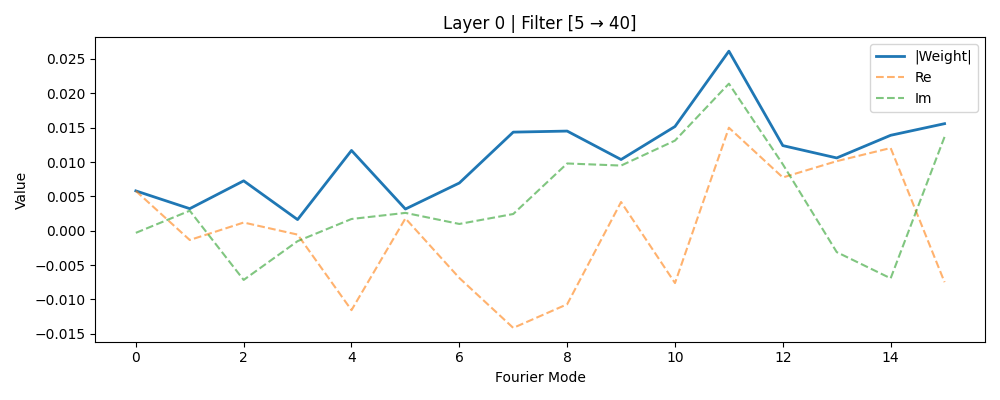 Layer 0 | Filter [5 → 40]
|Weight|
Re
Im
Value
0.025
0.020
0.015
0.010
0.005
0.000
−0.005
−0.010
−0.015
0 2 4 6 8 10 12 14
Fourier Mode